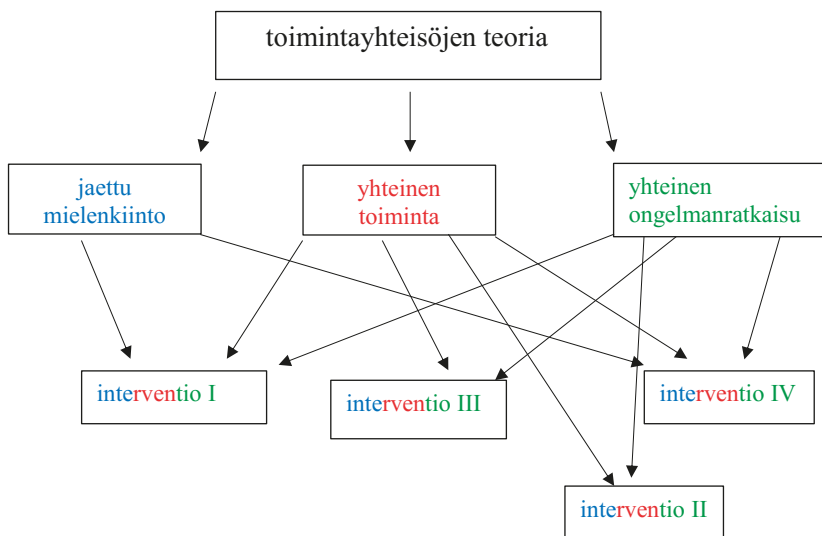 toimintayhteisöjen teoria
jaettu
mielenkiinto
yhteinen
toiminta
yhteinen
ongelmanratkaisu
interventio I
interventio III
interventio IV
interventio II